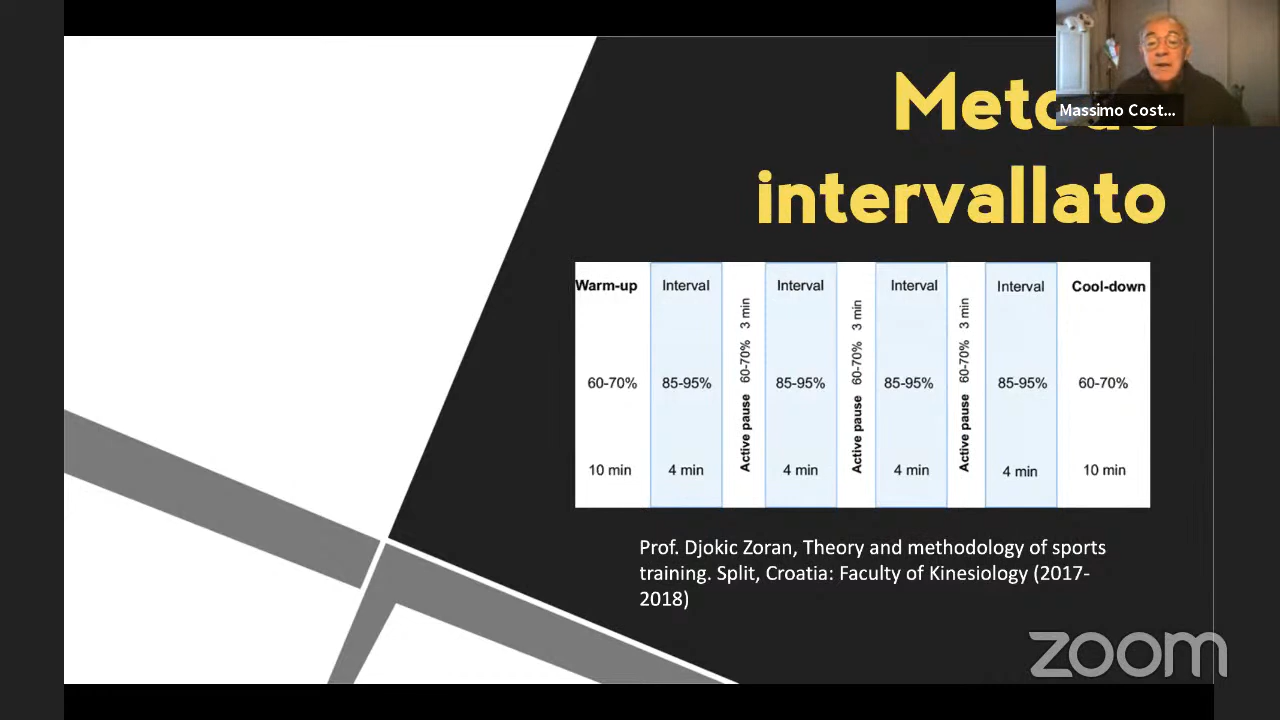 intervallato
Massimo Cost...
Warm-up Interval Interval Interval Interval Cool-down
Active pause 60-70% 3 min
Active pause 60-70% 3 min
Active pause 60-70% 3 min
60-70% 85-95% 85-95% 85-95% 85-95% 60-70%
10 min 4 min 4 min 4 min 4 min 10 min
Prof. Djokic Zoran, Theory and methodology of sports
training. Split, Croatia: Faculty of Kinesiology (2017-
2018)
zoom